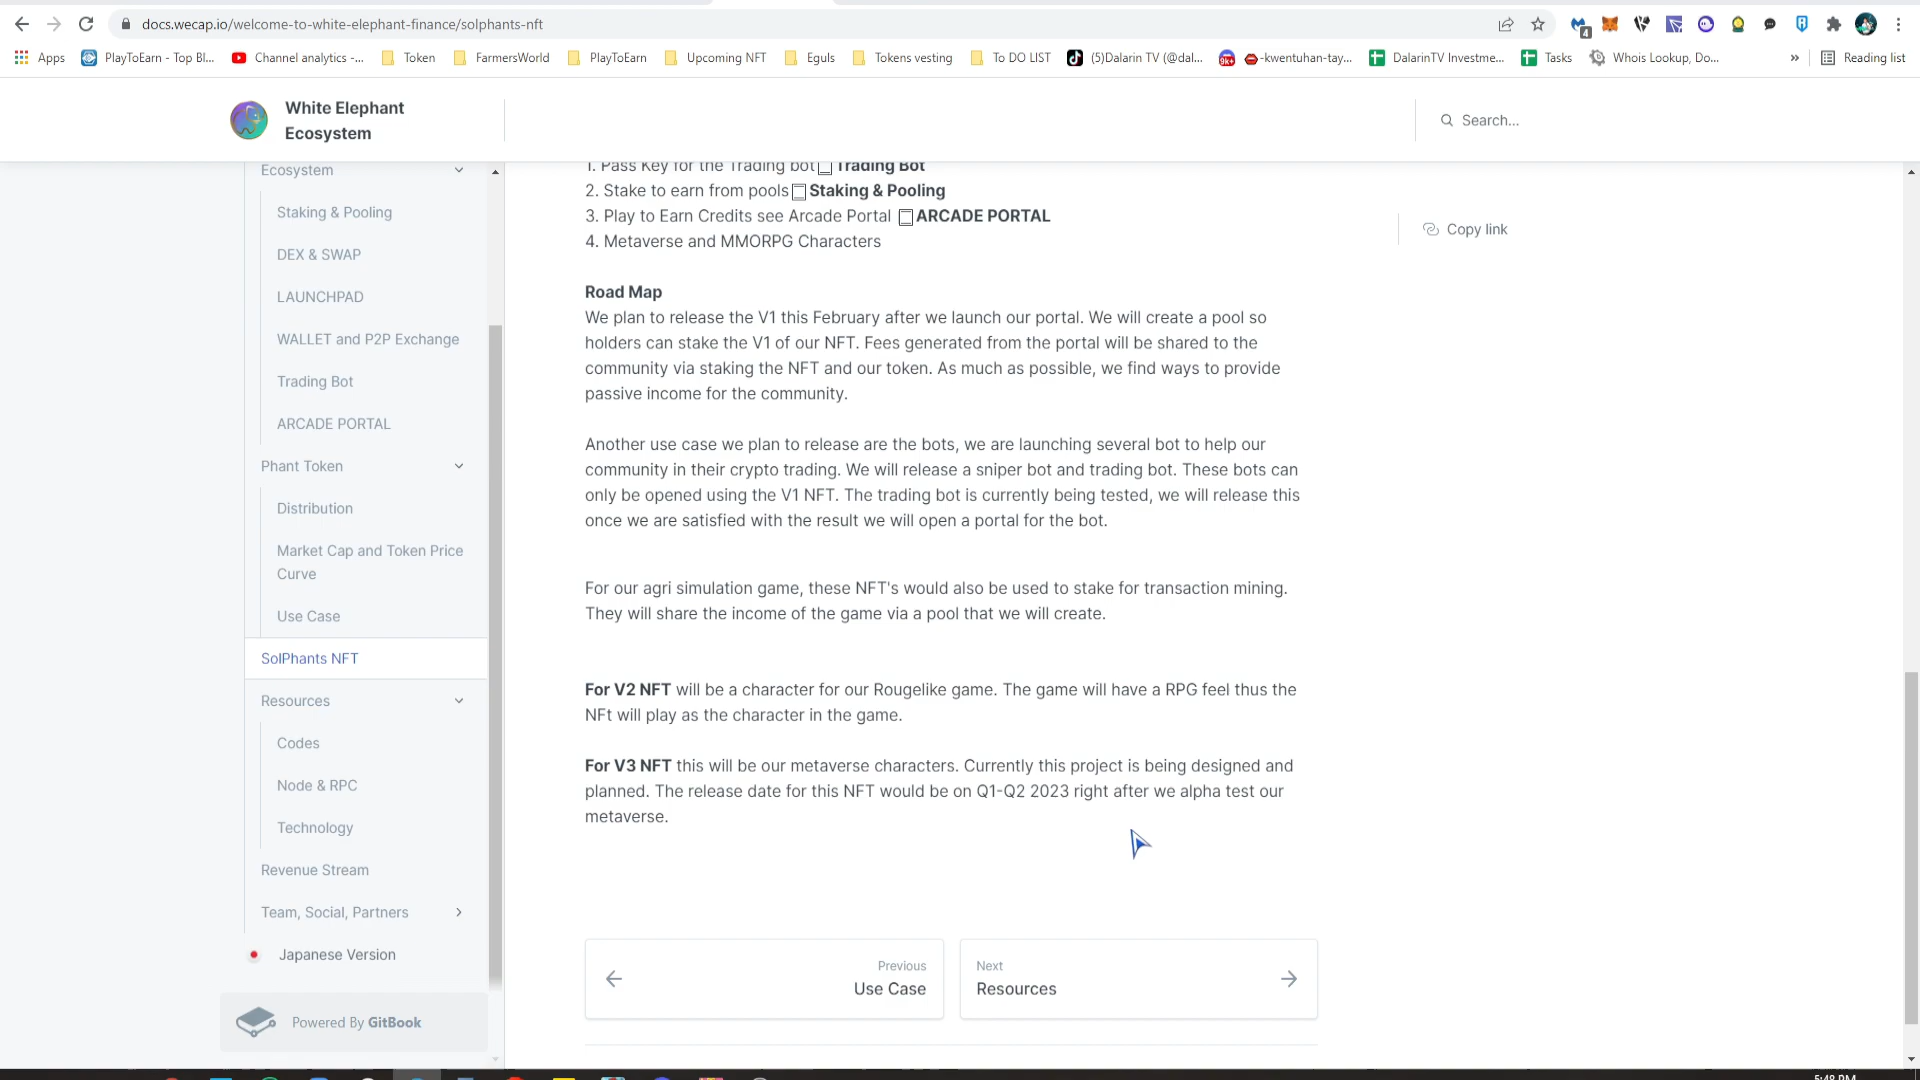 docs.wecap.io/welcome-to-white-elephant-finance/solphants-nft
4
Apps PlayToEarn - Top Bl... Channel analytics -... Token FarmersWorld PlayToEarn Upcoming NFT Eguls Tokens vesting To DO LIST (5)Dalarin TV (@dal... 9k+ -kwentuhan-tay... DalarinTV Investme... Tasks Whois Lookup, Do... » Reading list
White Elephant
Ecosystem
Search...
Ecosystem
Staking & Pooling
DEX & SWAP
LAUNCHPAD
WALLET and P2P Exchange
Trading Bot
ARCADE PORTAL
Phant Token
Distribution
Market Cap and Token Price
Curve
Use Case
SolPhants NFT
Resources
Codes
Node & RPC
Technology
Revenue Stream
Team, Social, Partners
Japanese Version
Powered By GitBook
1. Pass Key for the Trading bot Trading Bot
2. Stake to earn from pools Staking & Pooling
3. Play to Earn Credits see Arcade Portal ARCADE PORTAL
4. Metaverse and MMORPG Characters
Road Map
We plan to release the V1 this February after we launch our portal. We will create a pool so
holders can stake the V1 of our NFT. Fees generated from the portal will be shared to the
community via staking the NFT and our token. As much as possible, we find ways to provide
passive income for the community.
Another use case we plan to release are the bots, we are launching several bot to help our
community in their crypto trading. We will release a sniper bot and trading bot. These bots can
only be opened using the V1 NFT. The trading bot is currently being tested, we will release this
once we are satisfied with the result we will open a portal for the bot.
For our agri simulation game, these NFT's would also be used to stake for transaction mining.
They will share the income of the game via a pool that we will create.
For V2 NFT will be a character for our Rougelike game. The game will have a RPG feel thus the
NFt will play as the character in the game.
For V3 NFT this will be our metaverse characters. Currently this project is being designed and
planned. The release date for this NFT would be on Q1-Q2 2023 right after we alpha test our
metaverse.
Previous
Use Case
Next
Resources
Copy link
5:48 PM